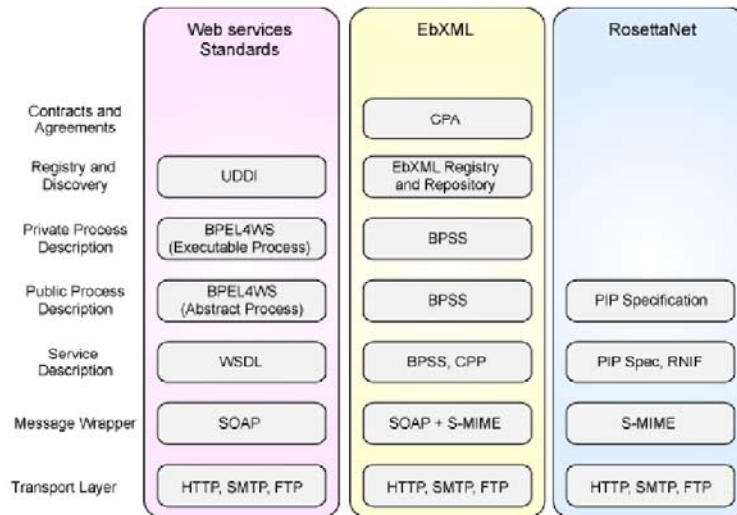 Web services
Standards
EbXML
RosettaNet
Contracts and
Agreements
CPA
Registry and
Discovery
UDDI
EbXML Registry
and Repository
Private Process
Description
BPEL4WS
(Executable Process)
BPSS
Public Process
Description
BPEL4WS
(Abstract Process)
BPSS
PIP Specification
Service
Description
WSDL
BPSS, CPP
PIP Spec, RNIF
Message Wrapper
SOAP
SOAP + S-MIME
S-MIME
Transport Layer
HTTP, SMTP, FTP
HTTP, SMTP, FTP
HTTP, SMTP, FTP